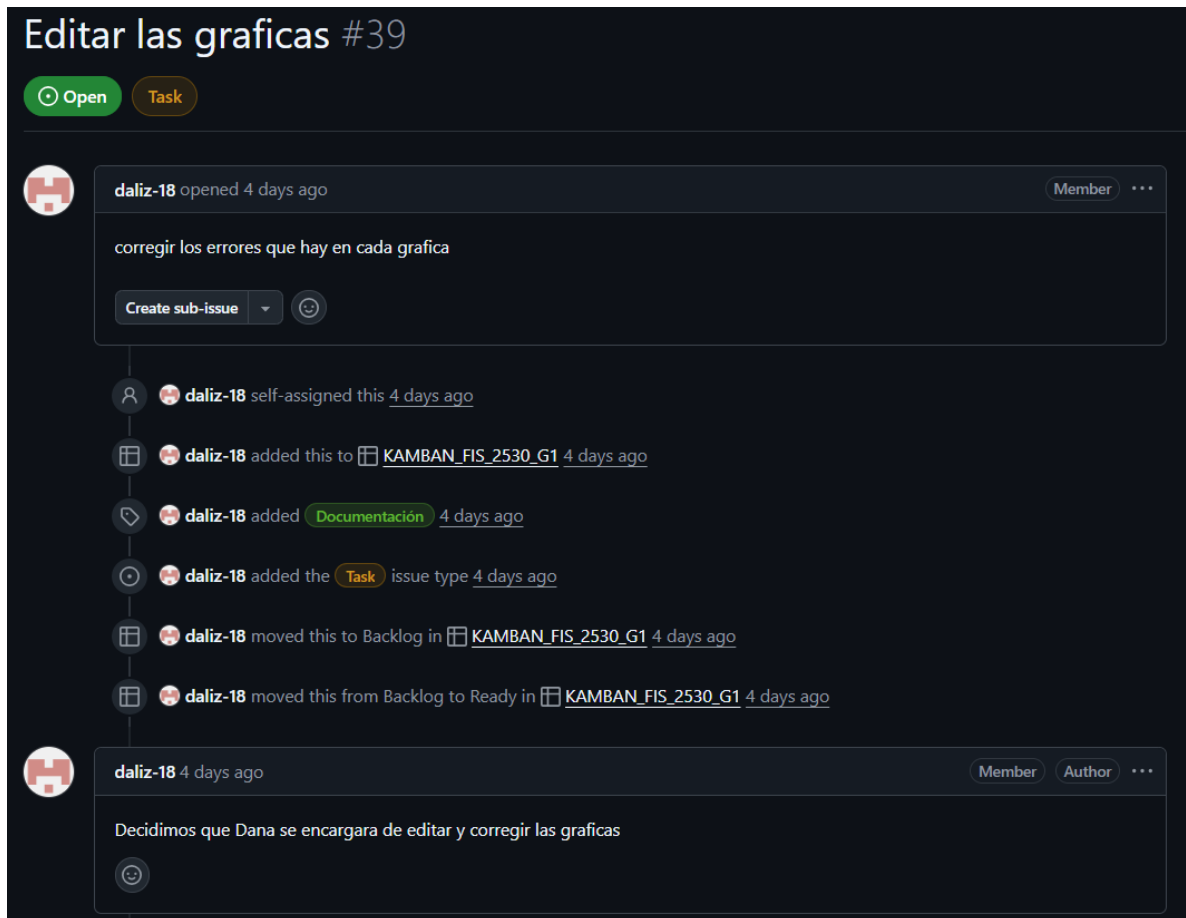 Editar las graficas #39
Open Task
daliz-18 opened 4 days ago Member
corregir los errores que hay en cada grafica
Create sub-issue
daliz-18 self-assigned this 4 days ago
daliz-18 added this to KAMBAN_FIS_2530_G1 4 days ago
daliz-18 added Documentación 4 days ago
daliz-18 added the Task issue type 4 days ago
daliz-18 moved this to Backlog in KAMBAN_FIS_2530_G1 4 days ago
daliz-18 moved this from Backlog to Ready in KAMBAN_FIS_2530_G1 4 days ago
daliz-18 4 days ago Member Author
Decidimos que Dana se encargara de editar y corregir las graficas